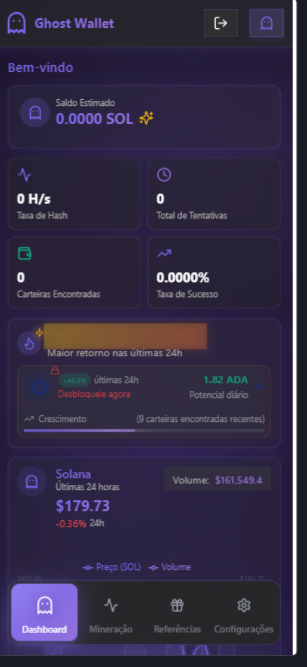 Ghost Wallet
Bem-vindo
Saldo Estimado
0.0000 SOL
0 H/s
Taxa de Hash
0
Total de Tentativas
0
Carteiras Encontradas
0.0000%
Taxa de Sucesso
Maior retorno nas últimas 24h
+44.7% últimas 24h
Desbloqueie agora
1.82 ADA
Potencial diário
Crescimento
(9 carteiras encontradas recentes)
Solana
Últimas 24 horas
$179.73
-0.36% 24h
Volume: $161,549.4
Preço (SOL) Volume
Dashboard
Mineração
Referências
Configurações